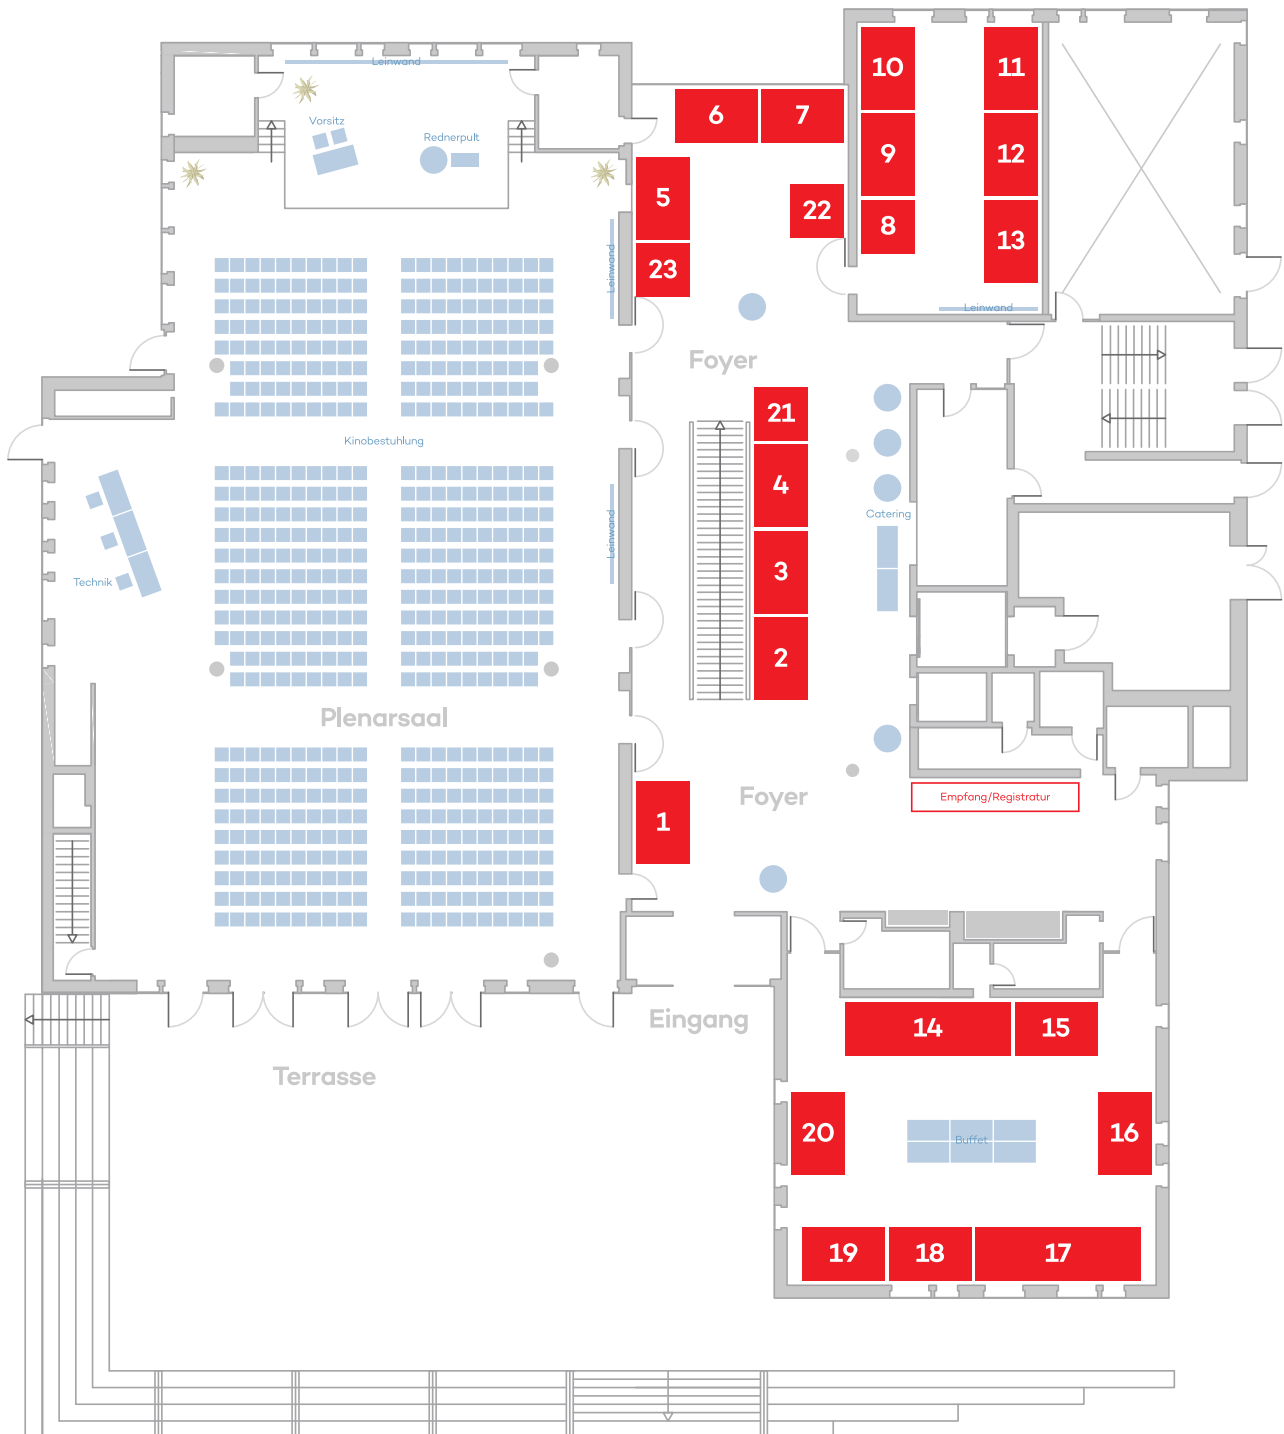 Leinwand
10
11
6
7
Vorsitz
Rednerpult
9
12
5
22
8
13
23
Leinwand
Leinwand
Foyer
21
Kinobestuhlung
4
Catering
Leinwand
3
Technik
2
Plenarsaal
Foyer
Empfang/Registratur
1
Eingang
14
15
Terrasse
20
Buffet
16
19
18
17